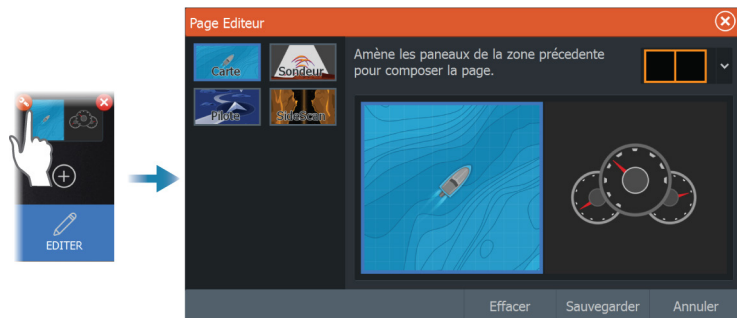 Page Editeur
Carte
Sondeur
Pilote
SideScan
Amène les paneaux de la zone précedente
pour composer la page.
EDITER
Effacer
Sauvegarder
Annuler